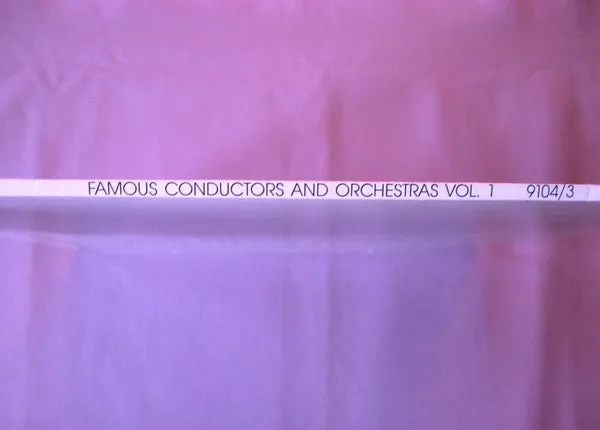 FAMOUS CONDUCTORS AND ORCHESTRAS VOL. 1 9104/3